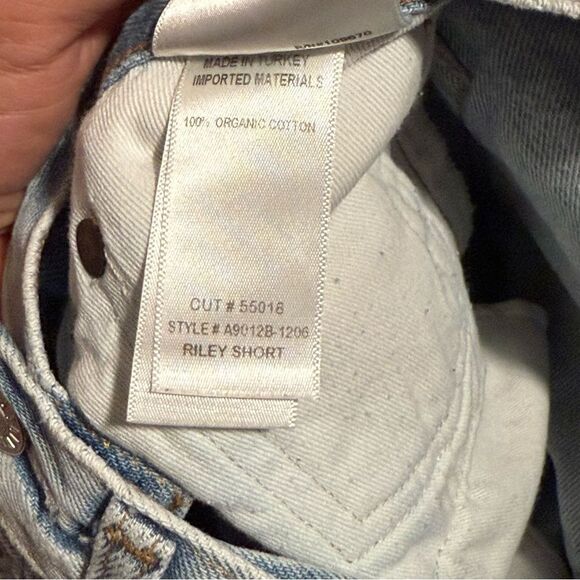 MADE IN TURKEY
IMPORTED MATERIALS
100% ORGANIC COTTON
CUT # 55018
STYLE# A9012B-1206
RILEY SHORT